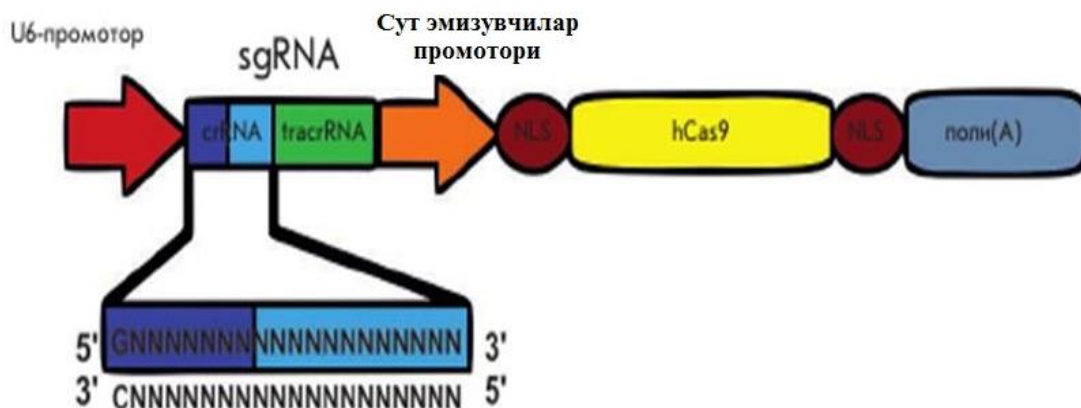 U6-промотор
sgRNA
Сут эмизувчилар
промотори
crRNA
tracrRNA
NLS
hCas9
NLS
поли(А)
5' GNNNNNNNNNNNNNNNNNNN 3'
3' CNNNNNNNNNNNNNNNNNNN 5'